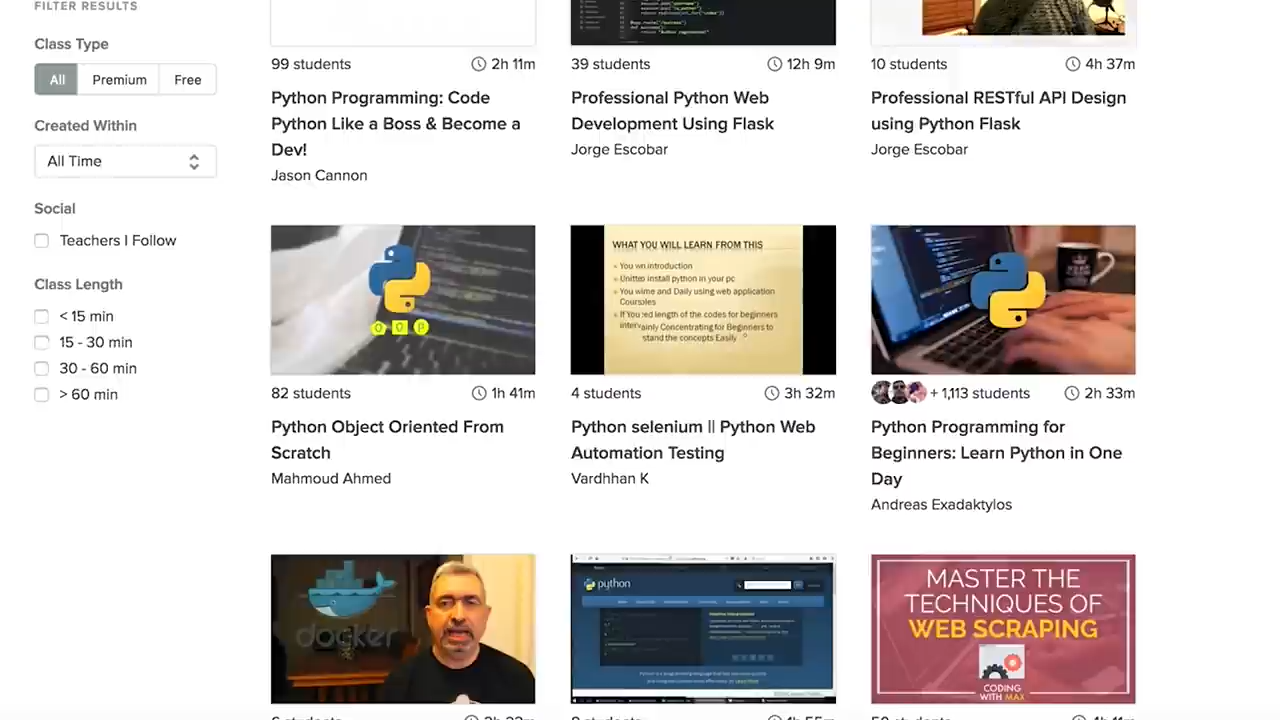 FILTER RESULTS
Class Type
All Premium Free
Created Within
All Time
Social
Teachers I Follow
Class Length
< 15 min
15 - 30 min
30 - 60 min
> 60 min
99 students 2h 11m
Python Programming: Code
Python Like a Boss & Become a
Dev!
Jason Cannon
39 students 12h 9m
Professional Python Web
Development Using Flask
Jorge Escobar
10 students 4h 37m
Professional RESTful API Design
using Python Flask
Jorge Escobar
O O P
82 students 1h 41m
Python Object Oriented From
Scratch
Mahmoud Ahmed
WHAT YOU WILL LEARN FROM THIS
4 students 3h 32m
Python selenium || Python Web
Automation Testing
Vardhhan K
+ 1,113 students 2h 33m
Python Programming for
Beginners: Learn Python in One
Day
Andreas Exadaktylos
docker
python
MASTER THE
TECHNIQUES OF
WEB SCRAPING
CODING
WITH MAX